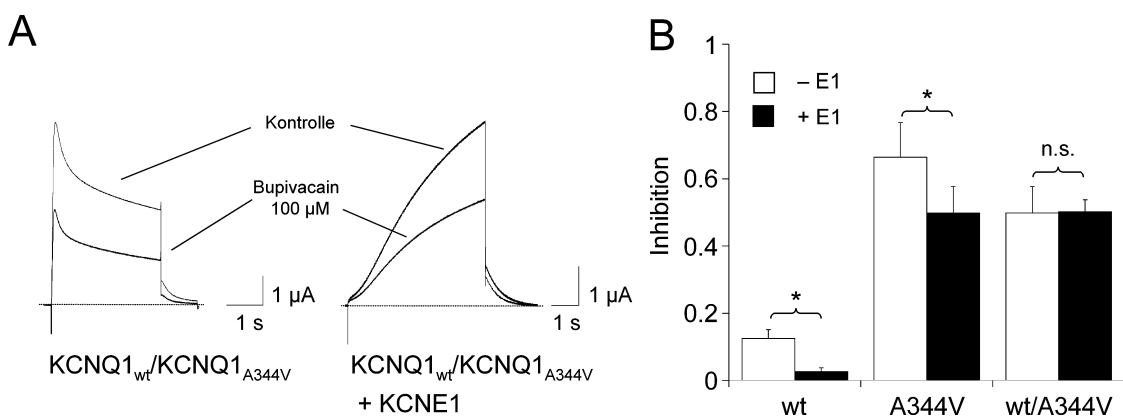 A
Kontrolle
Bupivacain
100 µM
1 µA
1 s
1 µA
1 s
KCNQ1wt/KCNQ1A344V
KCNQ1wt/KCNQ1A344V
+ KCNE1
B
Inhibition
1
0.8
0.6
0.4
0.2
0
– E1
+ E1
*
*
n.s.
wt
A344V
wt/A344V